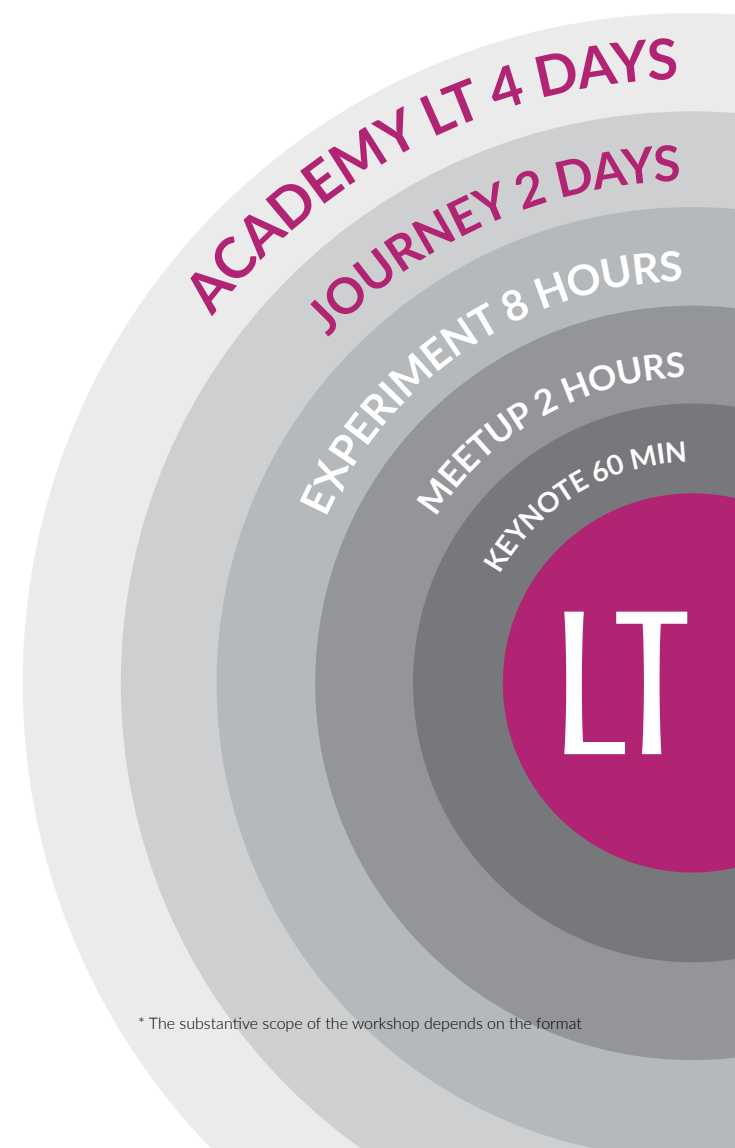 ACADEMY LT 4 DAYS
JOURNEY 2 DAYS
EXPERIMENT 8 HOURS
MEETUP 2 HOURS
KEYNOTE 60 MIN
LT
* The substantive scope of the workshop depends on the format